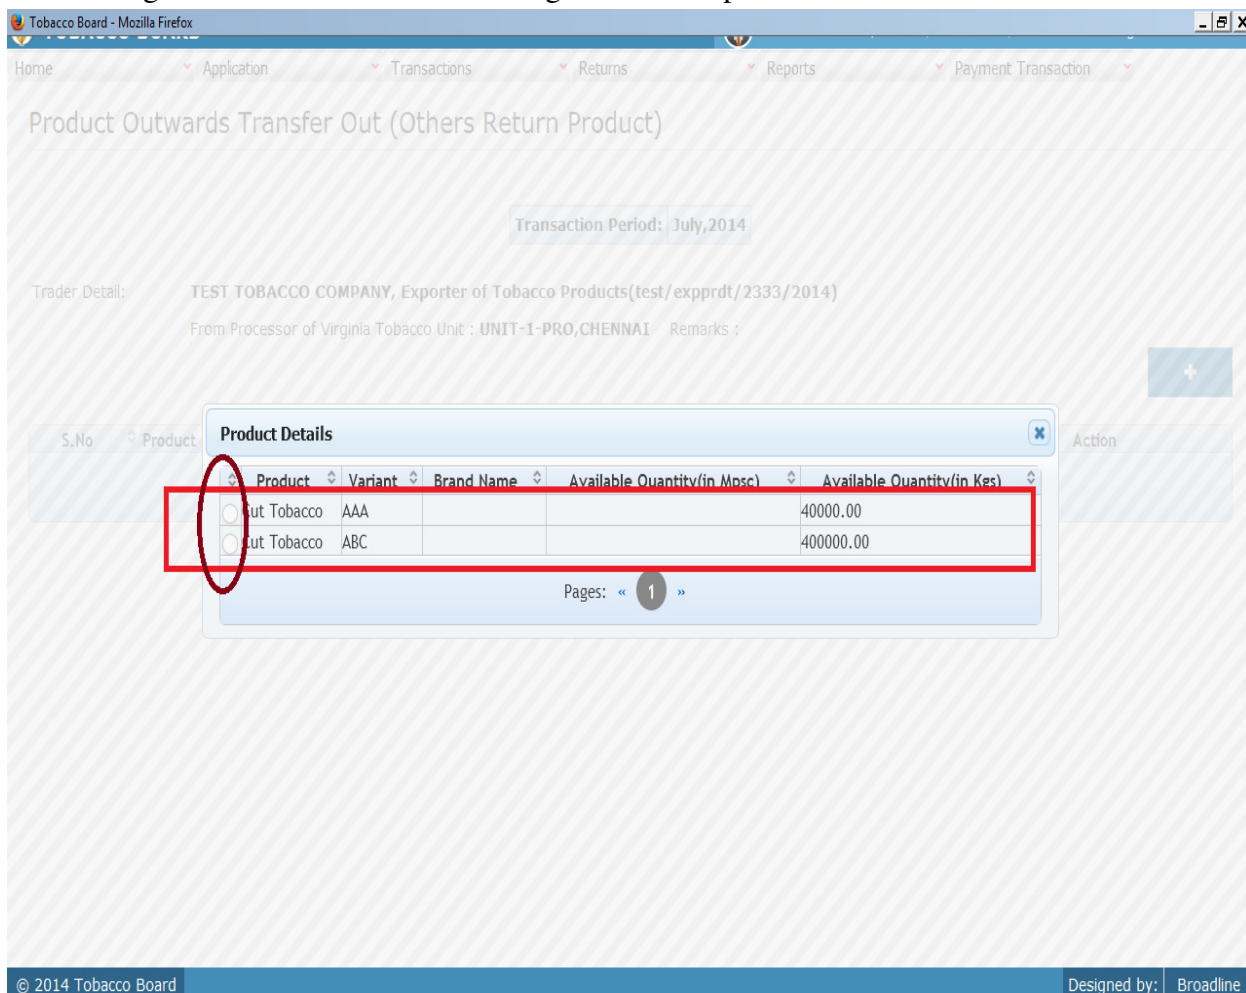 Tobacco Board - Mozilla Firefox
Home Application Transactions Returns Reports Payment Transaction
Product Outwards Transfer Out (Others Return Product)
Transaction Period: July,2014
Trader Detail: TEST TOBACCO COMPANY, Exporter of Tobacco Products(test/expprdt/2333/2014)
From Processor of Virginia Tobacco Unit : UNIT-1-PRO,CHENNAI Remarks :
+
S.No Product Action
Product Details
Product Variant Brand Name Available Quantity(in Mpsc) Available Quantity(in Kgs)
Cut Tobacco AAA 40000.00
Cut Tobacco ABC 400000.00
Pages: « 1 »
© 2014 Tobacco Board Designed by: Broadline